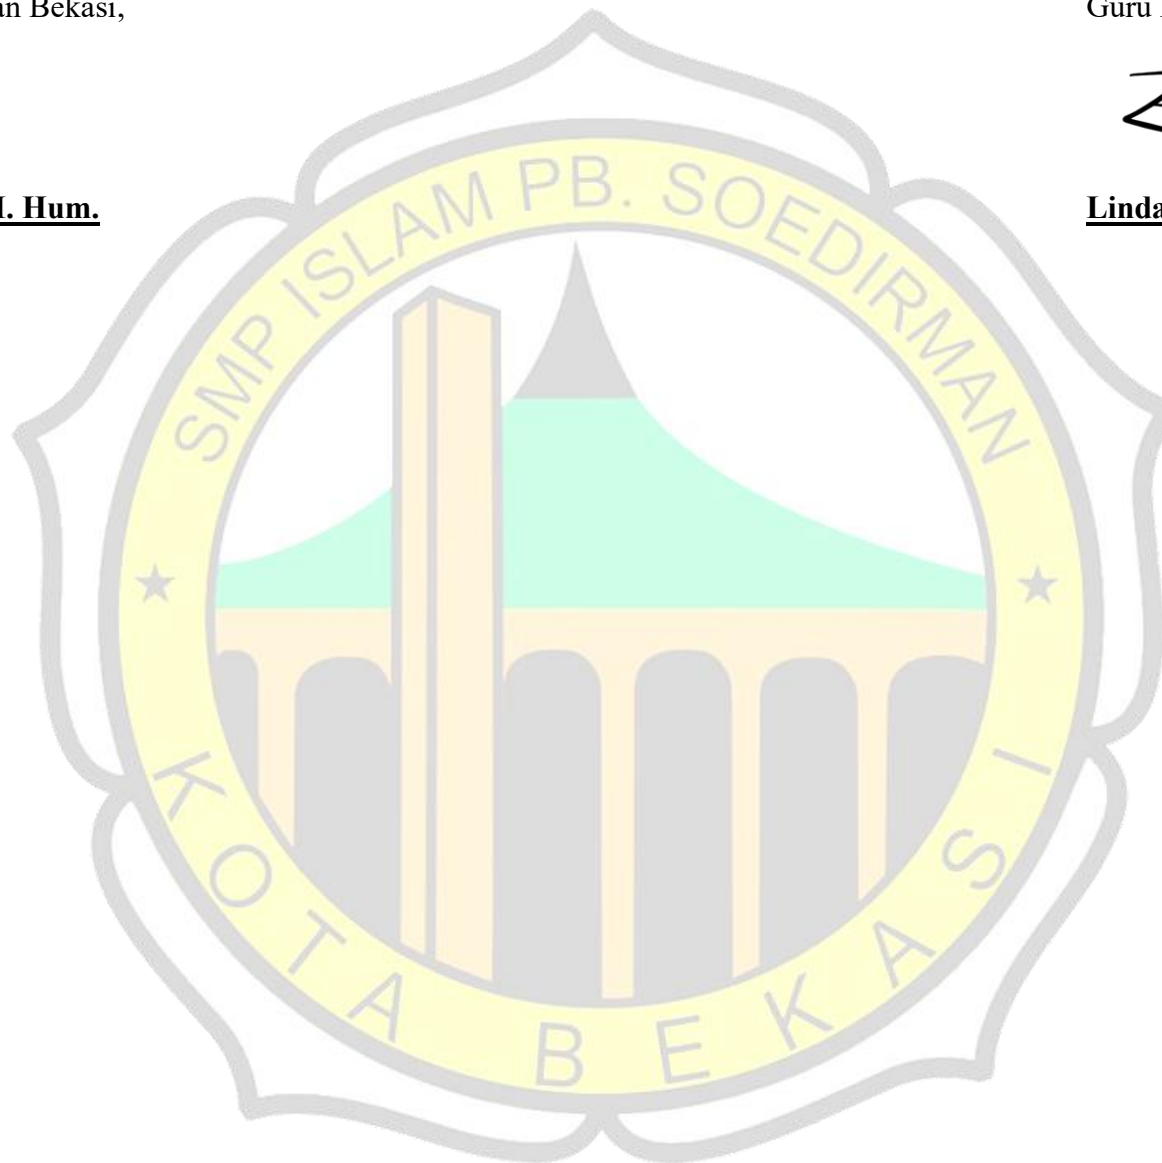 an Bekasi,
Guru
I. Hum.
Linda
SMP ISLAM PB. SOEDIRMAN
KOTA BEKASI